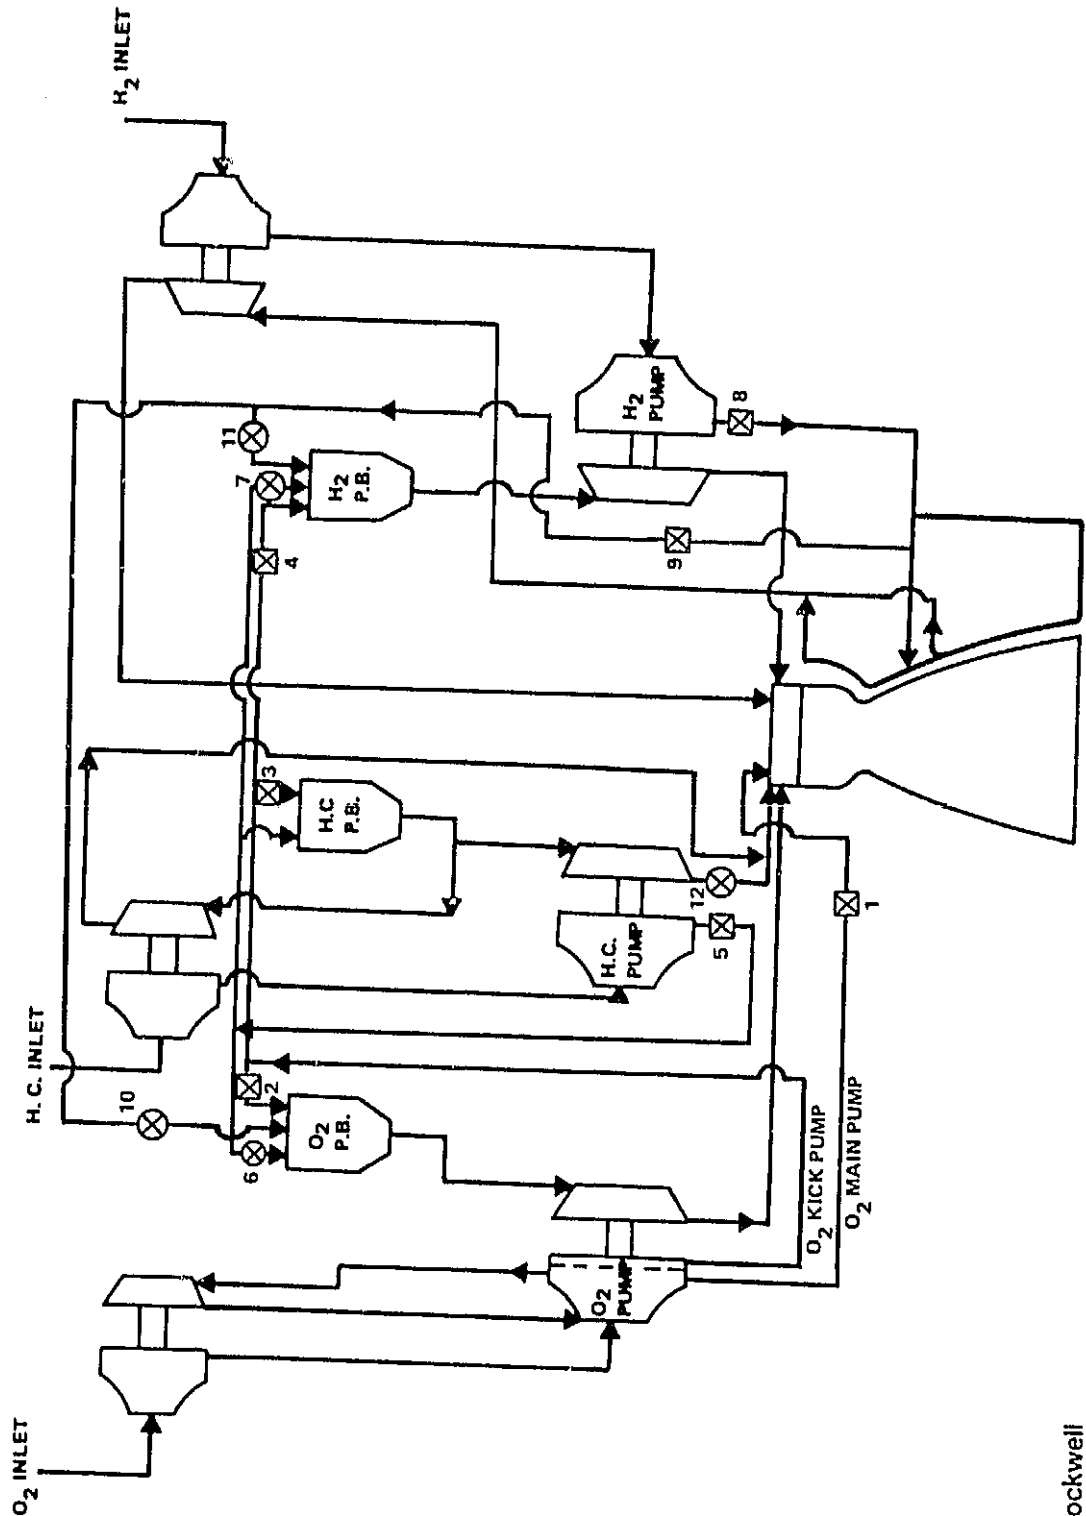 O2 INLET
H.C. INLET
H2 INLET
10
6
2
O2
P.B.
3
H.C
P.B.
4
7
11
H2
P.B.
O2
PUMP
H.C.
PUMP
5
12
9
H2
PUMP
8
1
O2 KICK PUMP
O2 MAIN PUMP
ockwell